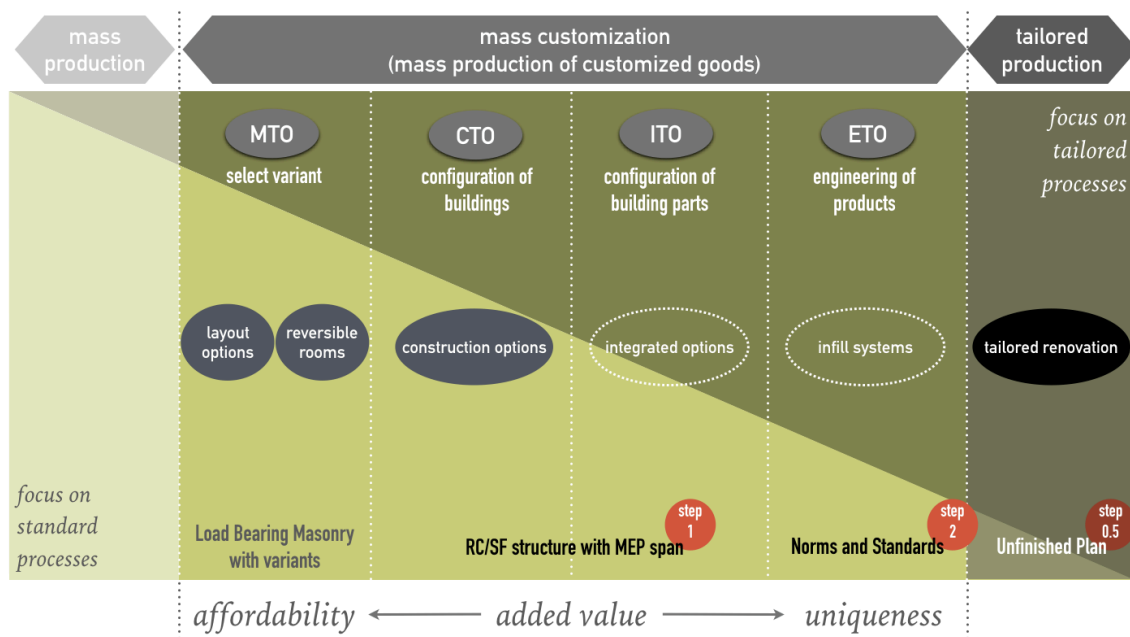 mass
production
mass customization
(mass production of customized goods)
tailored
production
MTO
select variant
CTO
configuration of
buildings
ITO
configuration of
building parts
ETO
engineering of
products
focus on
tailored
processes
layout
options
reversible
rooms
construction options
integrated options
infill systems
tailored renovation
focus on
standard
processes
Load Bearing Masonry
with variants
RC/SF structure with MEP span
step
1
Norms and Standards
step
2
Unfinished Plan
step
0.5
affordability
added value
uniqueness